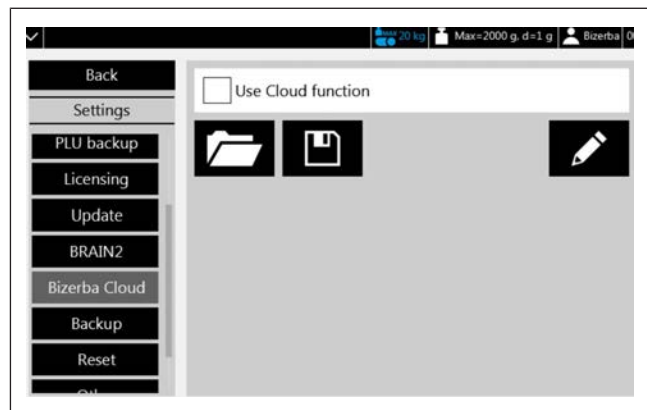 MAX 20 kg Max=2000 g, d=1 g Bizerba
Back
Settings
PLU backup
Licensing
Update
BRAIN2
Bizerba Cloud
Backup
Reset
Use Cloud function